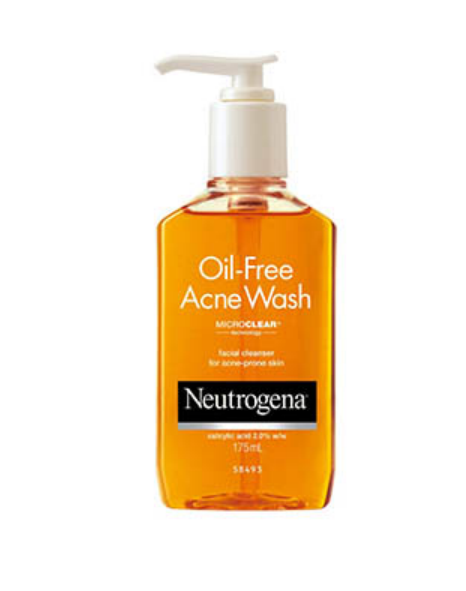 Oil-Free
Acne Wash
MICROCLEAR®
technology
facial cleanser
for acne-prone skin
Neutrogena
salicylic acid 2.0% w/w
175mL
58493